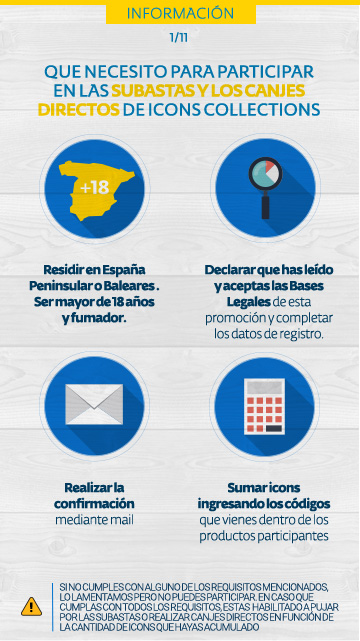 INFORMACIÓN
1/11
QUE NECESITO PARA PARTICIPAR
EN LAS SUBASTAS Y LOS CANJES
DIRECTOS DE ICONS COLLECTIONS
+18
Residir en España
Peninsular o Baleares .
Ser mayor de 18 años
y fumador.
Declarar que has leído
y aceptas las Bases
Legales de esta
promoción y completar
los datos de registro.
Realizar la
confirmación
mediante mail
Sumar icons
ingresando los códigos
que vienes dentro de los
productos participantes
SI NO CUMPLES CON ALGUNO DE LOS REQUISITOS MENCIONADOS,
LO LAMENTAMOS PERO NO PUEDES PARTICIPAR. EN CASO QUE
CUMPLAS CON TODOS LOS REQUISITOS, ESTAS HABILITADO A PUJAR
POR LAS SUBASTAS O REALIZAR CANJES DIRECTOS EN FUNCIÓN DE
LA CANTIDAD DE ICONS QUE HAYAS ACUMULADO